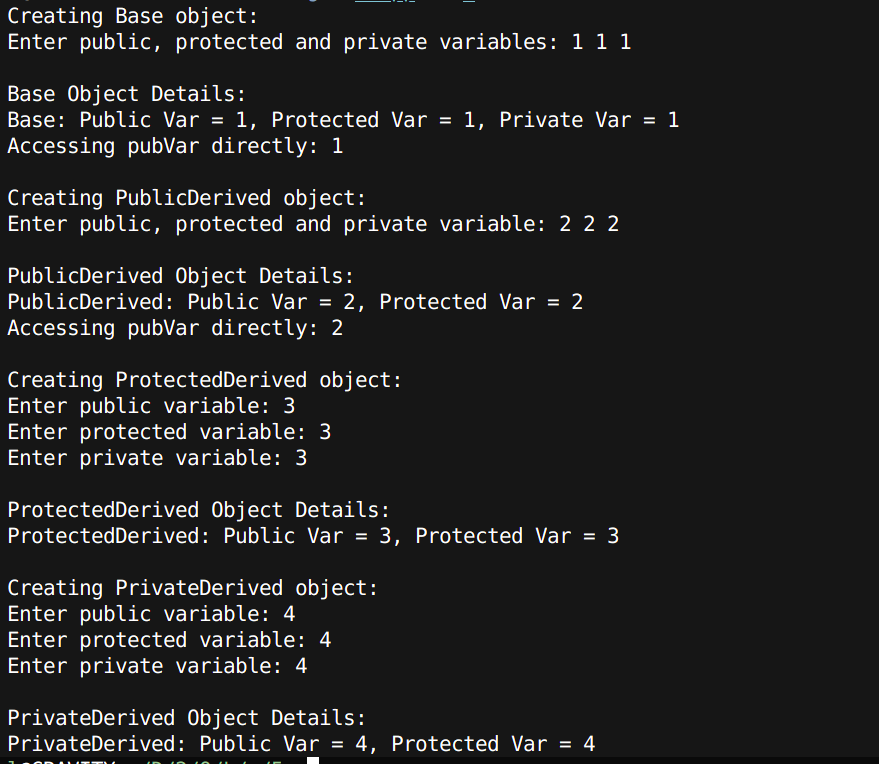 Creating Base object:
Enter public, protected and private variables: 1 1 1
Base Object Details:
Base: Public Var = 1, Protected Var = 1, Private Var = 1
Accessing pubVar directly: 1
Creating PublicDerived object:
Enter public, protected and private variable: 2 2 2
PublicDerived Object Details:
PublicDerived: Public Var = 2, Protected Var = 2
Accessing pubVar directly: 2
Creating ProtectedDerived object:
Enter public variable: 3
Enter protected variable: 3
Enter private variable: 3
ProtectedDerived Object Details:
ProtectedDerived: Public Var = 3, Protected Var = 3
Creating PrivateDerived object:
Enter public variable: 4
Enter protected variable: 4
Enter private variable: 4
PrivateDerived Object Details:
PrivateDerived: Public Var = 4, Protected Var = 4